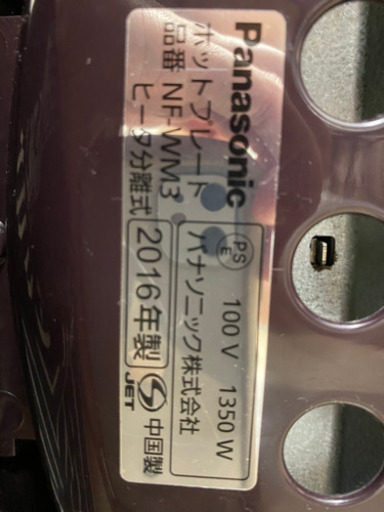 Panasonic
ホットプレート PS E 100V 1350W
品番 NF-WM3 パナソニック株式会社
ヒータ分離式 2016年製 S JET 中国製